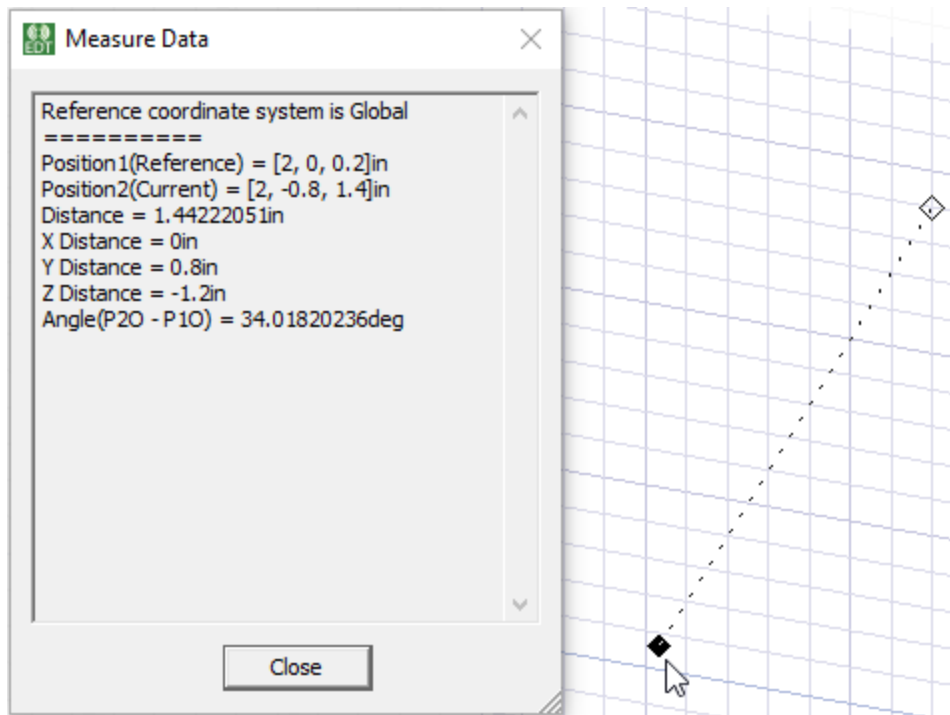 EDT
Measure Data
Reference coordinate system is Global
==========
Position1(Reference) = [2, 0, 0.2]in
Position2(Current) = [2, -0.8, 1.4]in
Distance = 1.44222051in
X Distance = 0in
Y Distance = 0.8in
Z Distance = -1.2in
Angle(P2O - P1O) = 34.01820236deg
Close